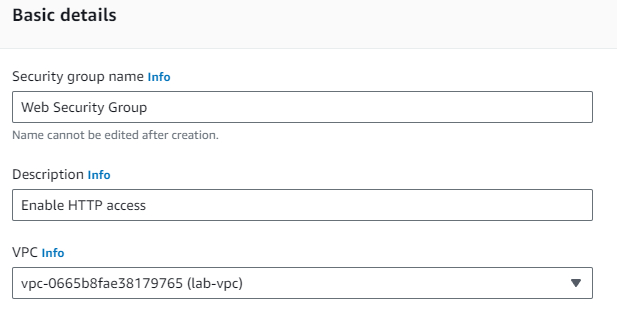 Basic details
Security group name Info
Web Security Group
Name cannot be edited after creation.
Description Info
Enable HTTP access
VPC Info
vpc-0665b8fae38179765 (lab-vpc)